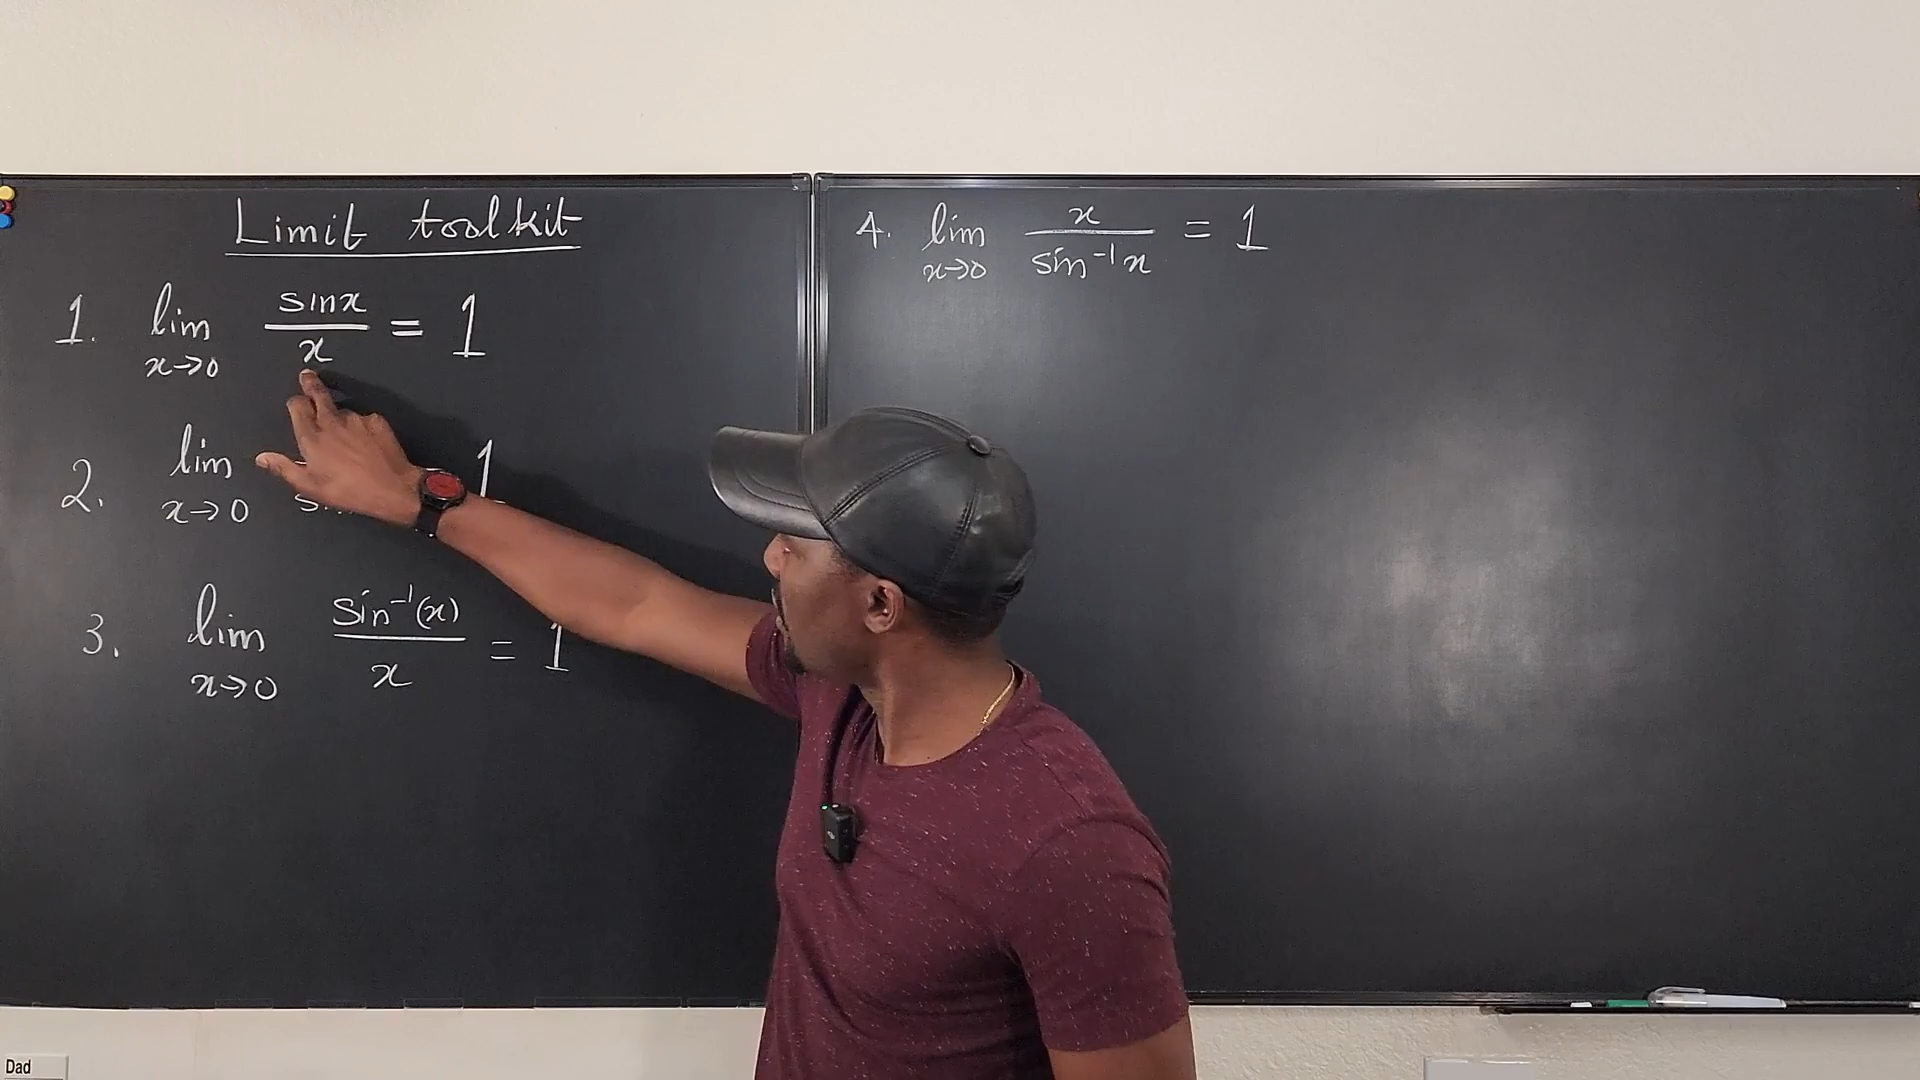 Limit toolkit
1. lim x→0 sinx/x = 1
2. lim x→0 1
3. lim x→0 sin⁻¹(x)/x = 1
4. lim x→0 x/sin⁻¹x = 1
Dad